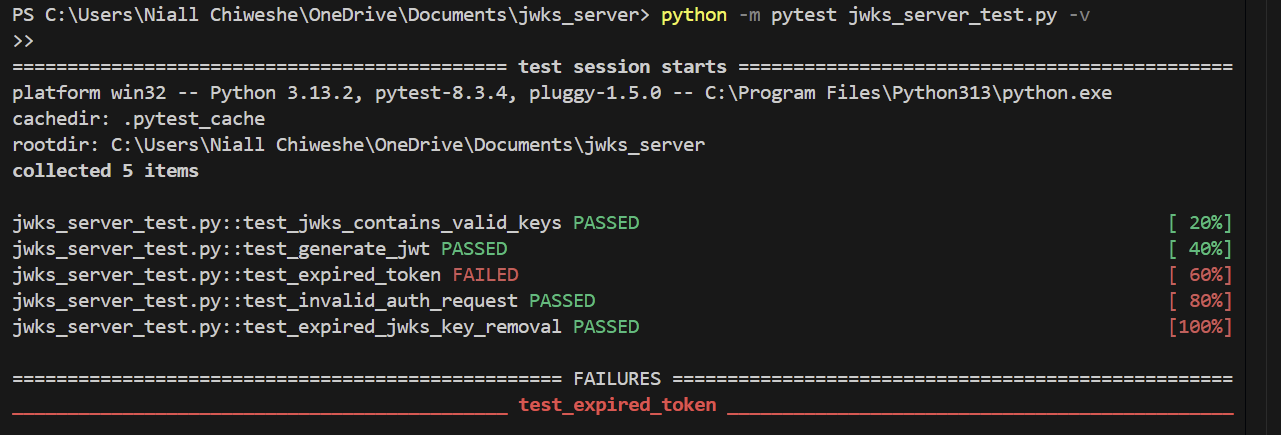 PS C:\Users\Niall Chiweshe\OneDrive\Documents\jwks_server> python -m pytest jwks_server_test.py -v
>>
============================================= test session starts =============================================
platform win32 -- Python 3.13.2, pytest-8.3.4, pluggy-1.5.0 -- C:\Program Files\Python313\python.exe
cachedir: .pytest_cache
rootdir: C:\Users\Niall Chiweshe\OneDrive\Documents\jwks_server
collected 5 items
jwks_server_test.py::test_jwks_contains_valid_keys PASSED [ 20%]
jwks_server_test.py::test_generate_jwt PASSED [ 40%]
jwks_server_test.py::test_expired_token FAILED [ 60%]
jwks_server_test.py::test_invalid_auth_request PASSED [ 80%]
jwks_server_test.py::test_expired_jwks_key_removal PASSED [100%]
================================================== FAILURES ===================================================
_____________________________________________ test_expired_token ______________________________________________